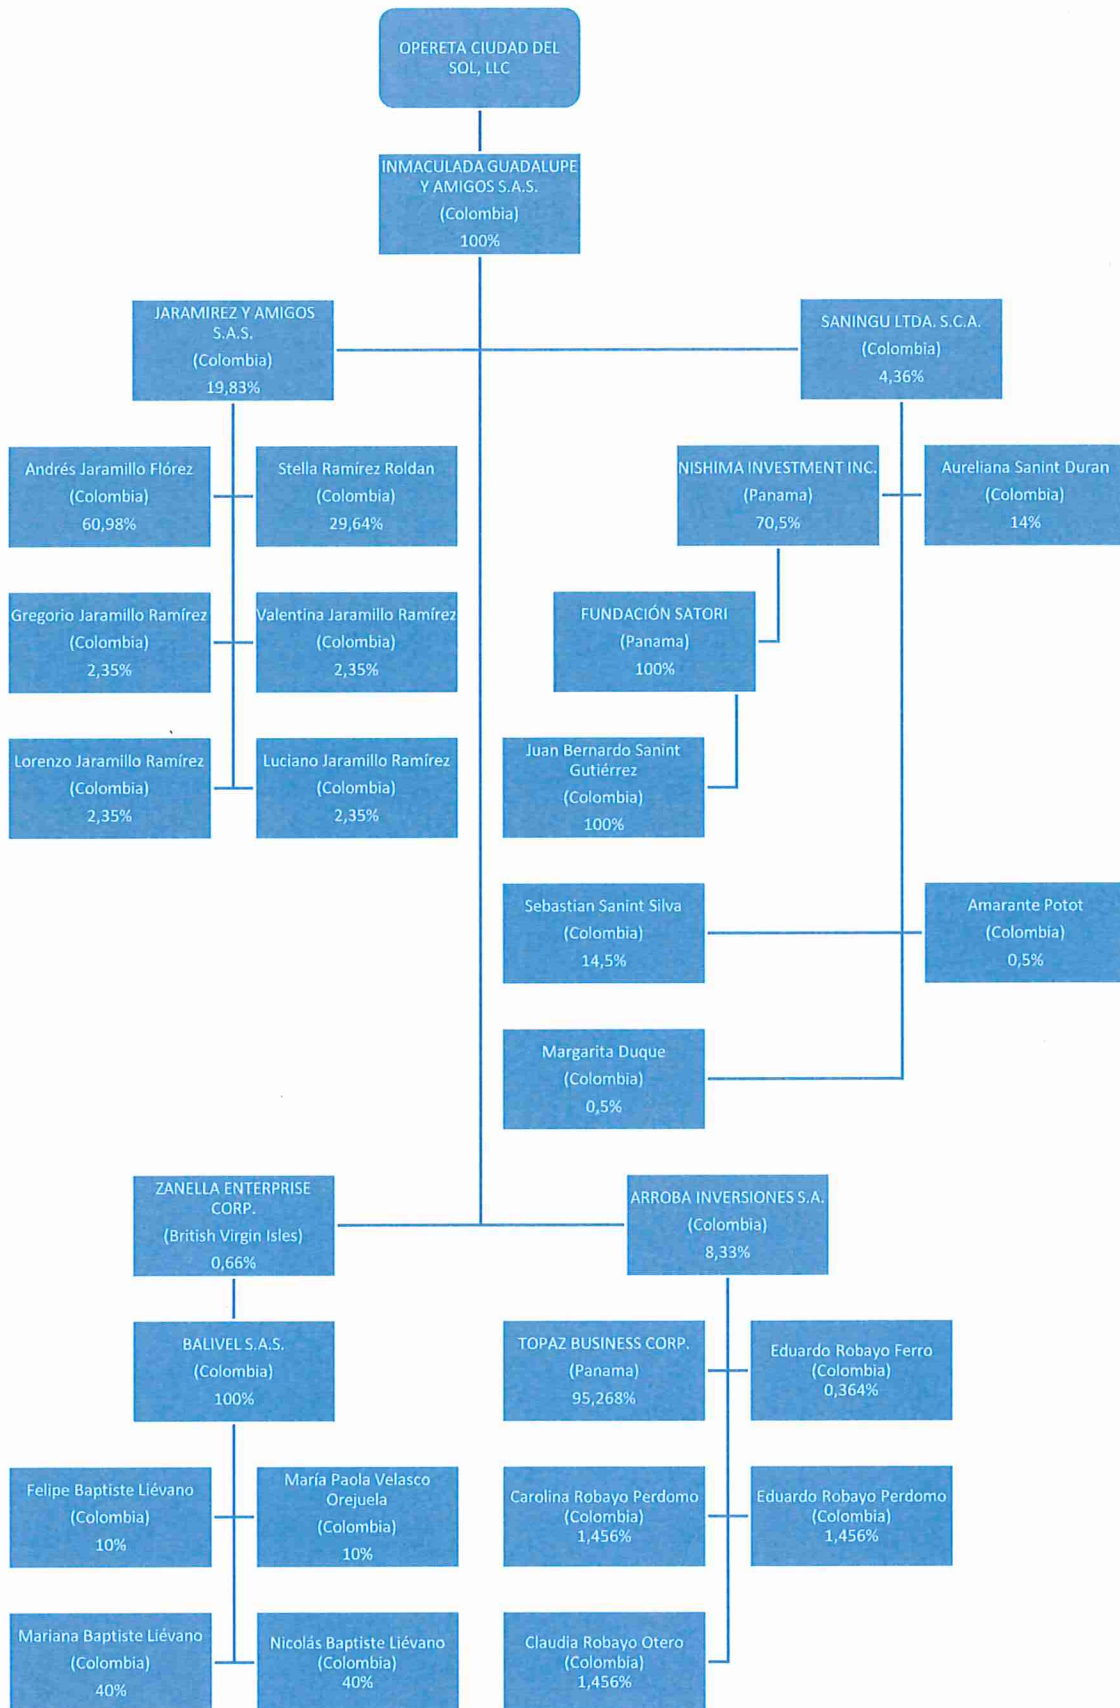 OPERETA CIUDAD DEL
SOL, LLC
INMACULADA GUADALUPE
Y AMIGOS S.A.S.
(Colombia)
100%
JARAMIREZ Y AMIGOS
S.A.S.
(Colombia)
19,83%
SANINGU LTDA. S.C.A.
(Colombia)
4,36%
Andrés Jaramillo Flórez
(Colombia)
60,98%
Stella Ramírez Roldan
(Colombia)
29,64%
NISHIMA INVESTMENT INC.
(Panama)
70,5%
Aureliana Sanint Duran
(Colombia)
14%
Gregorio Jaramillo Ramírez
(Colombia)
2,35%
Valentina Jaramillo Ramírez
(Colombia)
2,35%
FUNDACIÓN SATORI
(Panama)
100%
Lorenzo Jaramillo Ramírez
(Colombia)
2,35%
Luciano Jaramillo Ramírez
(Colombia)
2,35%
Juan Bernardo Sanint
Gutiérrez
(Colombia)
100%
Sebastian Sanint Silva
(Colombia)
14,5%
Amarante Potot
(Colombia)
0,5%
Margarita Duque
(Colombia)
0,5%
ZANELLA ENTERPRISE
CORP.
(British Virgin Isles)
0,66%
ARROBA INVERSIONES S.A.
(Colombia)
8,33%
BALIVEL S.A.S.
(Colombia)
100%
TOPAZ BUSINESS CORP.
(Panama)
95,268%
Eduardo Robayo Ferro
(Colombia)
0,364%
Felipe Baptiste Liévano
(Colombia)
10%
María Paola Velasco
Orejuela
(Colombia)
10%
Carolina Robayo Perdomo
(Colombia)
1,456%
Eduardo Robayo Perdomo
(Colombia)
1,456%
Mariana Baptiste Liévano
(Colombia)
40%
Nicolás Baptiste Liévano
(Colombia)
40%
Claudia Robayo Otero
(Colombia)
1,456%